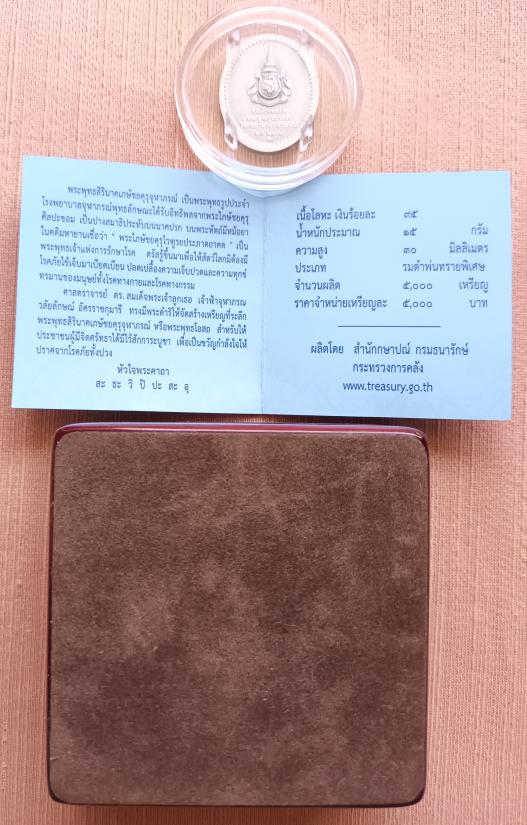 พระพุทธสิรินาคเภษัชยคุรุจุฬาภรณ์ เป็นพระพุทธรูปประจำ
โรงพยาบาลจุฬาภรณ์พุทธลักษณะได้รับอิทธิพลจากพระไภษัชยคุรุ
ศิลปะขอม เป็นปางสมาธิประทับบนนาคปรก บนพระหัตถ์มีหม้อยา
ในคติมหายานเชื่อว่า " พระไภษัชยคุรุไวฑูรยประภาตถาคต " เป็น
พระพุทธเจ้าแห่งการรักษาโรค ตรัสรู้ขึ้นมาเพื่อให้สัตว์โลกมิต้องมี
โรคภัยไข้เจ็บมาเบียดเบียน ปลดเปลื้องความเจ็บปวดและความทุกข์
ทรมานของมนุษย์ทั้งโรคทางกายและโรคทางกรรม
ศาสตราจารย์ ดร. สมเด็จพระเจ้าลูกเธอ เจ้าฟ้าจุฬาภรณ
วลัยลักษณ์ อัครราชกุมารี ทรงมีพระดำริให้จัดสร้างเหรียญที่ระลึก
พระพุทธสิรินาคเภษัชยคุรุจุฬาภรณ์ หรือพระพุทธโอสถ สำหรับให้
ประชาชนผู้มีจิตศรัทธาได้มีไว้สักการะบูชา เพื่อเป็นขวัญกำลังใจให้
ปราศจากโรคภัยทั้งปวง
หัวใจพระคาถา
สะ ธะ วิ ปิ ปะ สะ อุ
เนื้อโลหะ เงินร้อยละ ๙๕
น้ำหนักประมาณ ๑๕ กรัม
ความสูง ๓๐ มิลลิเมตร
ประเภท รมดำพ่นทรายพิเศษ
จำนวนผลิต ๕,๐๐๐ เหรียญ
ราคาจำหน่ายเหรียญละ ๕,๐๐๐ บาท
ผลิตโดย สำนักกษาปณ์ กรมธนารักษ์
กระทรวงการคลัง
www.treasury.go.th